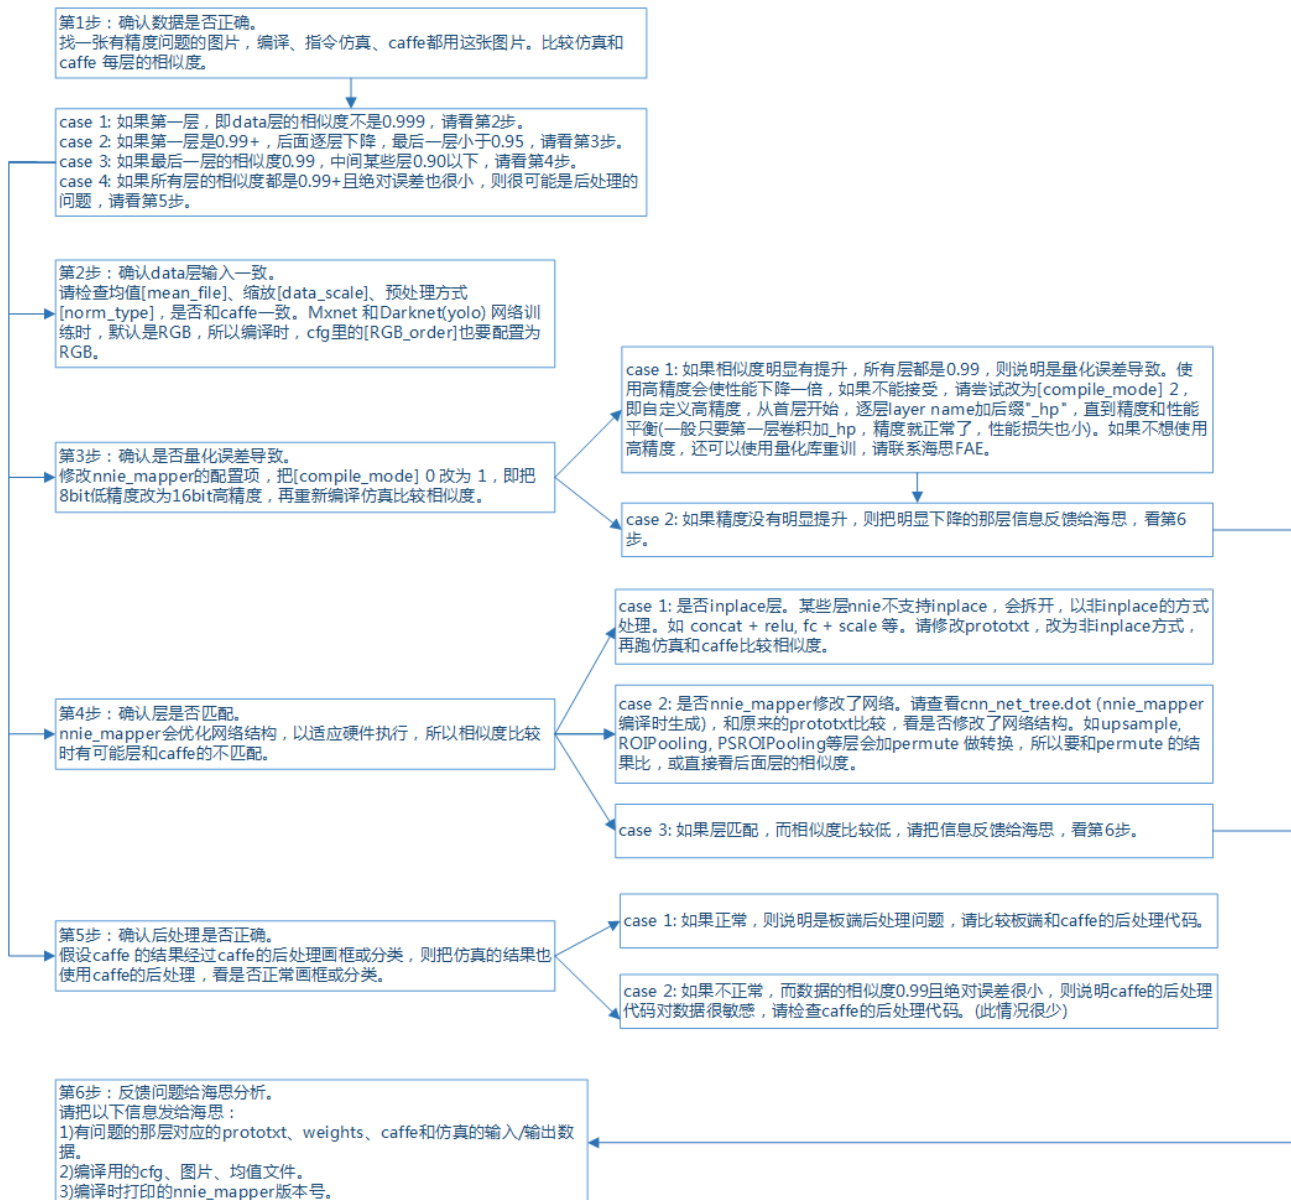 第1步：确认数据是否正确。
找一张有精度问题的图片，编译、指令仿真、caffe都用这张图片。比较仿真和
caffe 每层的相似度。
case 1: 如果第一层，即data层的相似度不是0.999，请看第2步。
case 2: 如果第一层是0.99+，后面逐层下降，最后一层小于0.95，请看第3步。
case 3: 如果最后一层的相似度0.99，中间某些层0.90以下，请看第4步。
case 4: 如果所有层的相似度都是0.99+且绝对误差也很小，则很可能是后处理的
问题，请看第5步。
第2步：确认data层输入一致。
请检查均值[mean_file]、缩放[data_scale]、预处理方式
[norm_type]，是否和caffe一致。Mxnet 和Darknet(yolo) 网络训
练时，默认是RGB，所以编译时，cfg里的[RGB_order]也要配置为
RGB。
第3步：确认是否量化误差导致。
修改nnie_mapper的配置项，把[compile_mode] 0 改为 1，即把
8bit低精度改为16bit高精度，再重新编译仿真比较相似度。
case 1: 如果相似度明显有提升，所有层都是0.99，则说明是量化误差导致。使
用高精度会使性能下降一倍，如果不能接受，请尝试改为[compile_mode] 2，
即自定义高精度，从首层开始，逐层layer name加后缀"_hp"，直到精度和性能
平衡(一般只要第一层卷积加_hp，精度就正常了，性能损失也小)。如果不想使用
高精度，还可以使用量化库重训，请联系海思FAE。
case 2: 如果精度没有明显提升，则把明显下降的那层信息反馈给海思，看第6
步。
第4步：确认层是否匹配。
nnie_mapper会优化网络结构，以适应硬件执行，所以相似度比较
时有可能层和caffe的不匹配。
case 1: 是否inplace层。某些层nnie不支持inplace，会拆开，以非inplace的方式
处理。如 concat + relu, fc + scale 等。请修改prototxt，改为非inplace方式，
再跑仿真和caffe比较相似度。
case 2: 是否nnie_mapper修改了网络。请查看cnn_net_tree.dot (nnie_mapper
编译时生成)，和原来的prototxt比较，看是否修改了网络结构。如upsample,
ROIPooling, PSROIPooling等层会加permute 做转换，所以要和permute 的结
果比，或直接看后面层的相似度。
case 3: 如果层匹配，而相似度比较低，请把信息反馈给海思，看第6步。
第5步：确认后处理是否正确。
假设caffe 的结果经过caffe的后处理画框或分类，则把仿真的结果也
使用caffe的后处理，看是否正常画框或分类。
case 1: 如果正常，则说明是板端后处理问题，请比较板端和caffe的后处理代码。
case 2: 如果不正常，而数据的相似度0.99且绝对误差很小，则说明caffe的后处理
代码对数据很敏感，请检查caffe的后处理代码。(此情况很少)
第6步：反馈问题给海思分析。
请把以下信息发给海思：
1)有问题的那层对应的prototxt、weights、caffe和仿真的输入/输出数
据。
2)编译用的cfg、图片、均值文件。
3)编译时打印的nnie_mapper版本号。